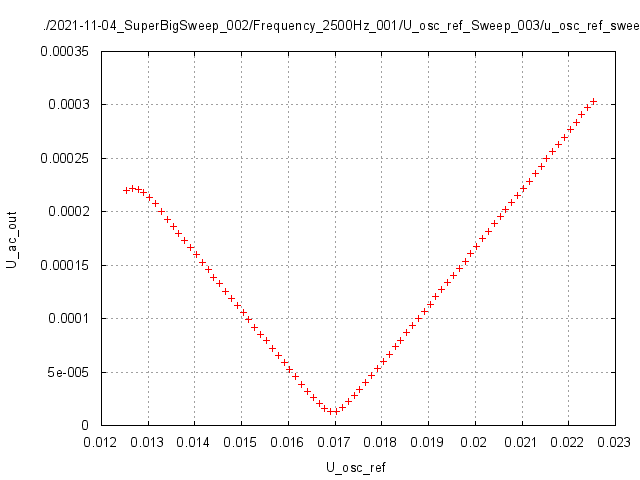 ./2021-11-04_SuperBigSweep_002/Frequency_2500Hz_001/U_osc_ref_Sweep_003/u_osc_ref_swee
0.00035
0.0003
0.00025
0.0002
0.00015
0.0001
5e-005
0
U_ac_out
0.012 0.013 0.014 0.015 0.016 0.017 0.018 0.019 0.02 0.021 0.022 0.023
U_osc_ref